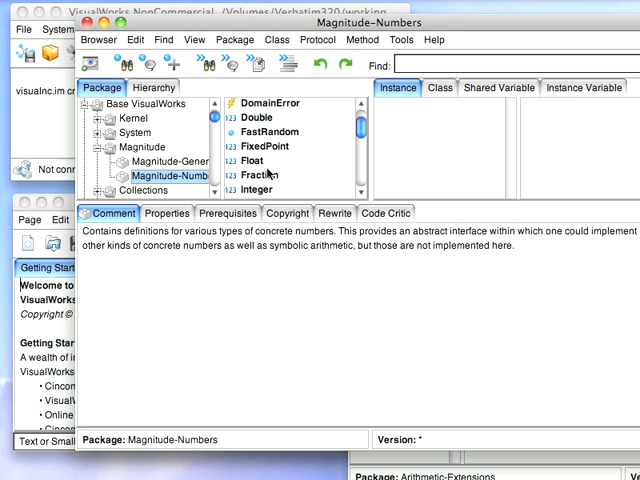 VisualWorks NonCommercial
/Volumes/Verbatim320/working
Magnitude-Numbers
File
System
Browser Edit Find View Package Class Protocol Method Tools Help
Find:
visualnc.im
Package Hierarchy
Instance Class Shared Variable Instance Variable
Base VisualWorks
Kernel
System
Magnitude
Magnitude-Gener
Magnitude-Numb
Collections
DomainError
Double
FastRandom
FixedPoint
Float
Fraction
Integer
Not conn
Page Edit
Comment Properties Prerequisites Copyright Rewrite Code Critic
Contains definitions for various types of concrete numbers. This provides an abstract interface within which one could implement
other kinds of concrete numbers as well as symbolic arithmetic, but those are not implemented here.
Getting Start
Welcome to
VisualWorks
Copyright ©
Getting Star
A wealth of i
VisualWorks
• Cincom
• VisualW
• Online
• Cincom
Text or Small
Package: Magnitude-Numbers
Version: *
Package: Arithmetic-Extensions
Ve